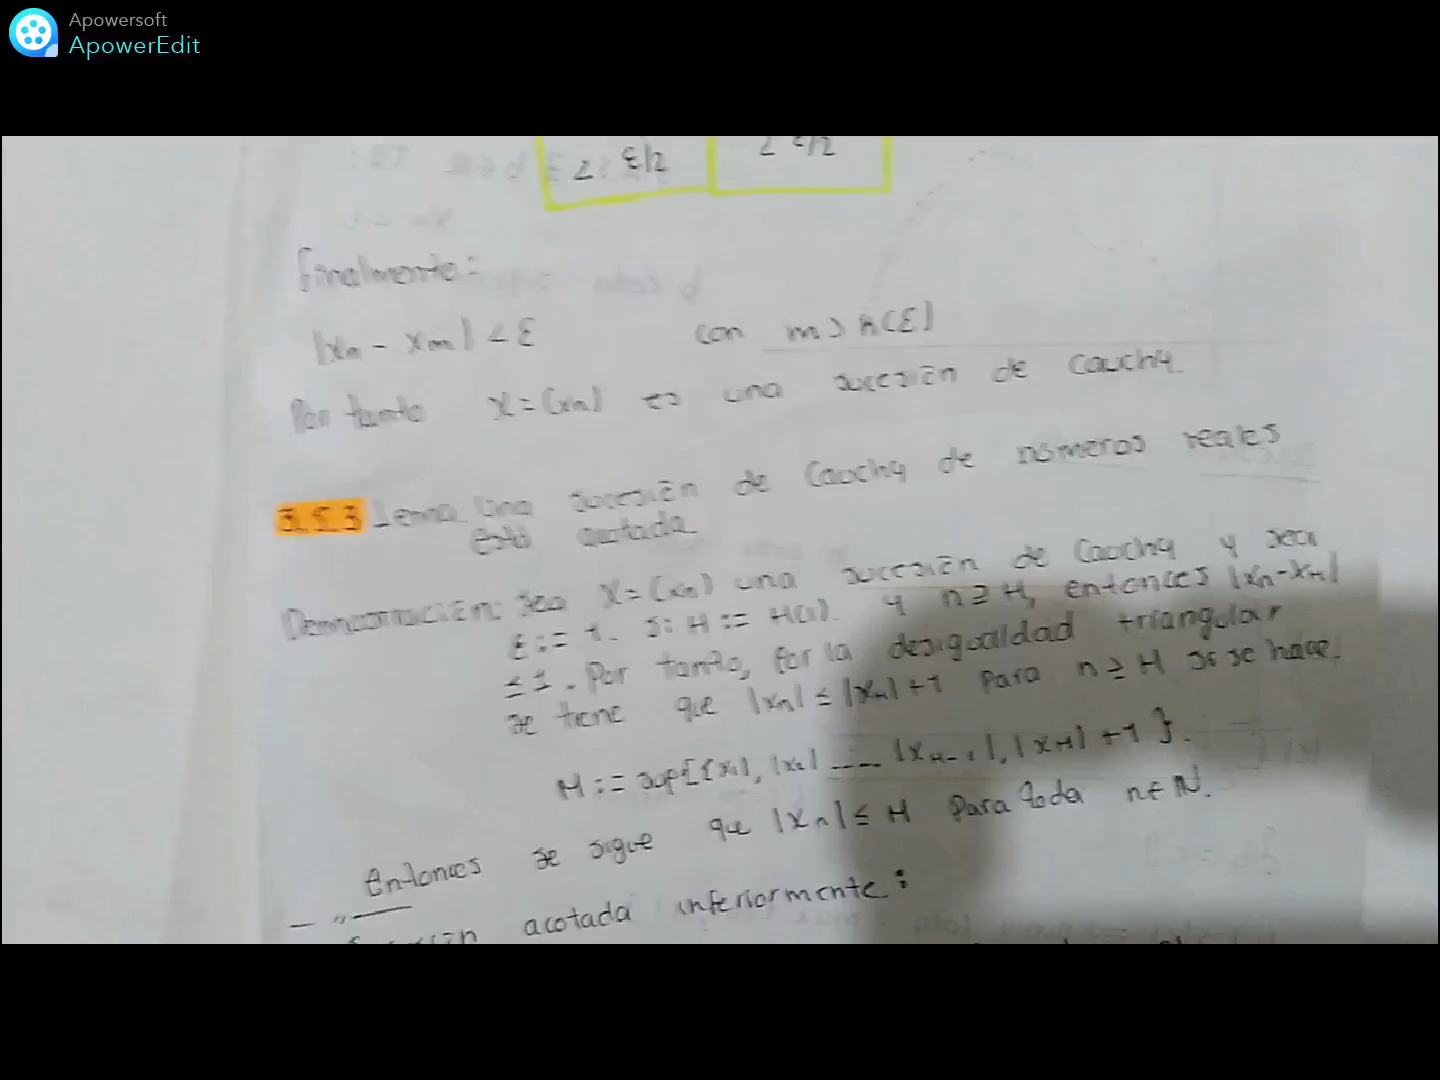 Apowersoft
ApowerEdit
< ε/2
< ε/2
finalmente:
|xn - xm| < ε con m > n(ε)
Por tanto X = (xn) es una sucesión de Cauchy
3.5.3 Lema Una sucesión de Cauchy de números reales
está acotada
Demostración: Sea X = (xn) una sucesión de Cauchy y sea
ε := 1. Si H := H(1) y n ≥ H, entonces |xn - xH|
≤ 1. Por tanto, por la desigualdad triangular
se tiene que |xn| ≤ |xH| + 1 para n ≥ H si se hace.
M := sup{|x1|, |x2| ...... |xH-1|, |xH| + 1}.
Entonces se sigue que |xn| ≤ M para toda n ∈ N.
acotada inferiormente: